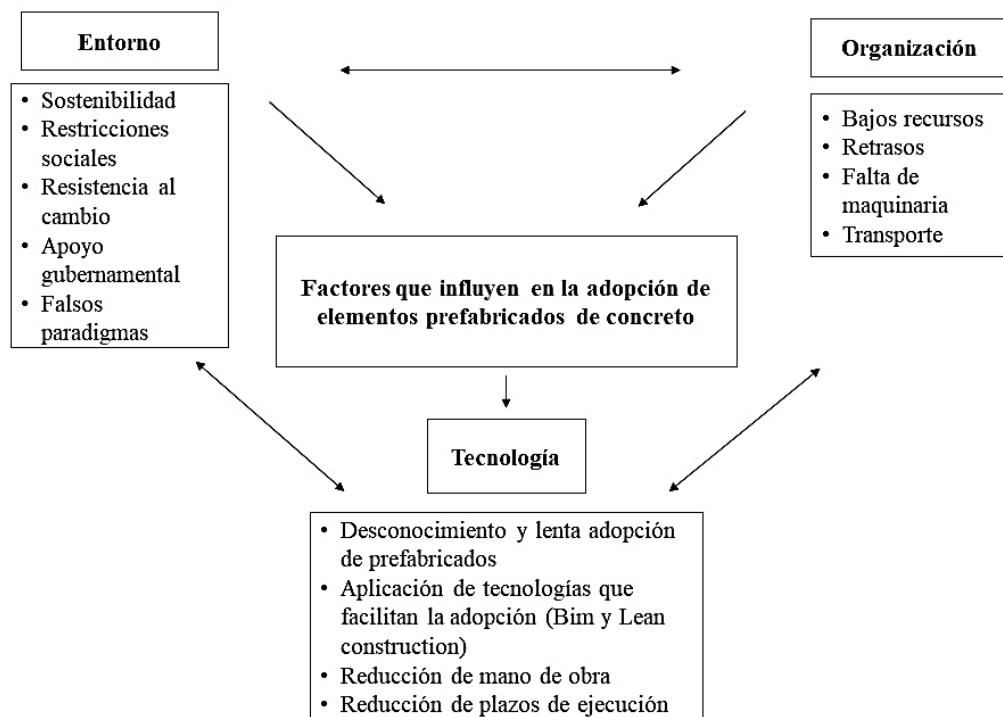 Entorno
• Sostenibilidad
• Restricciones
sociales
• Resistencia al
cambio
• Apoyo
gubernamental
• Falsos
paradigmas
Organización
• Bajos recursos
• Retrasos
• Falta de
maquinaria
• Transporte
Factores que influyen en la adopción de
elementos prefabricados de concreto
Tecnología
• Desconocimiento y lenta adopción
de prefabricados
• Aplicación de tecnologías que
facilitan la adopción (Bim y Lean
construction)
• Reducción de mano de obra
• Reducción de plazos de ejecución